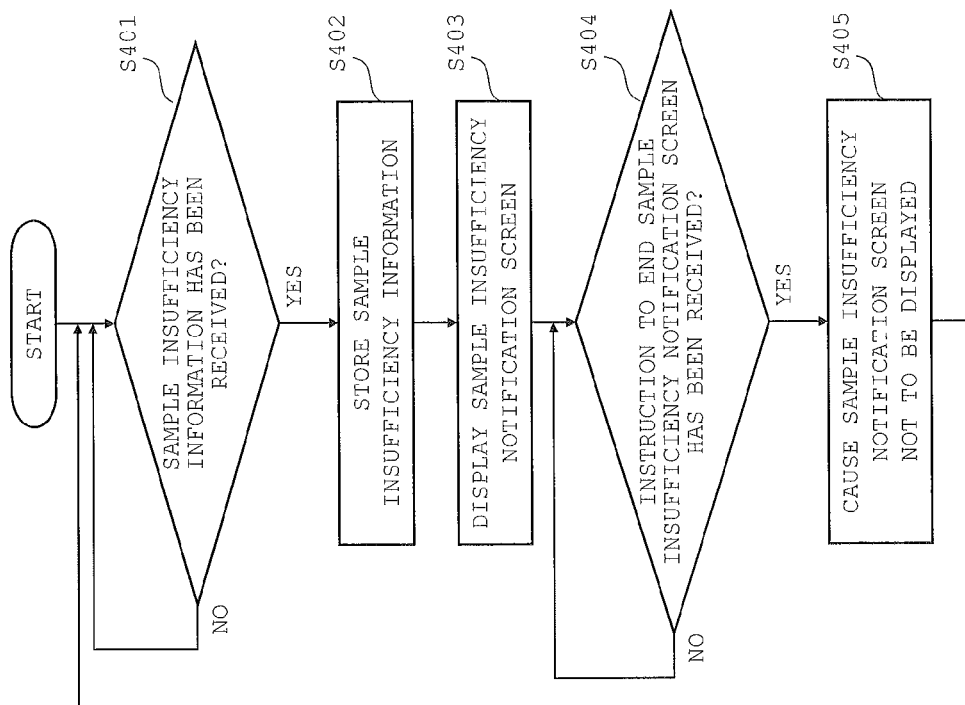 START
S401
SAMPLE INSUFFICIENCY
INFORMATION HAS BEEN
RECEIVED?
NO
YES
S402
STORE SAMPLE
INSUFFICIENCY INFORMATION
S403
DISPLAY SAMPLE INSUFFICIENCY
NOTIFICATION SCREEN
S404
INSTRUCTION TO END SAMPLE
INSUFFICIENCY NOTIFICATION SCREEN
HAS BEEN RECEIVED?
NO
YES
S405
CAUSE SAMPLE INSUFFICIENCY
NOTIFICATION SCREEN
NOT TO BE DISPLAYED